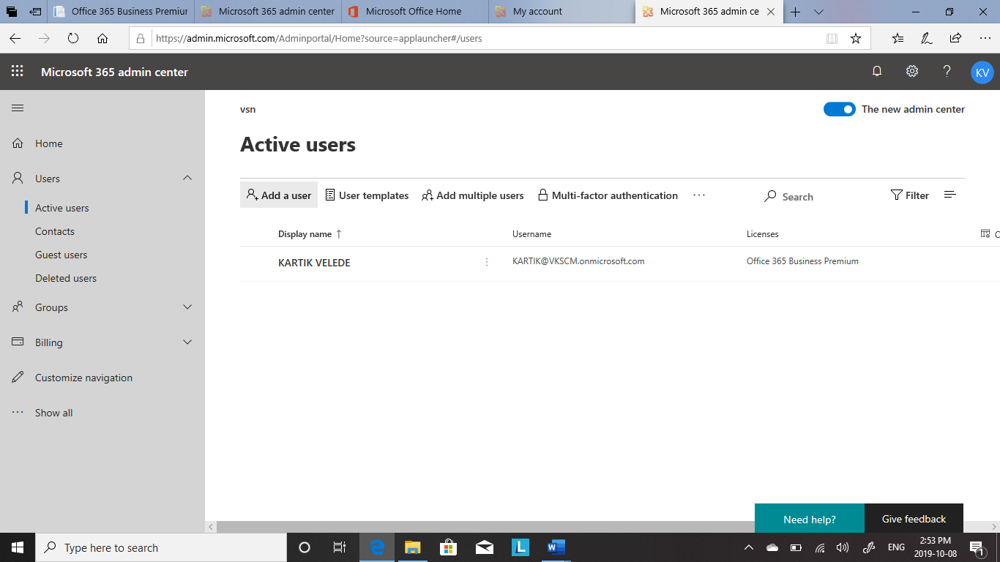 Office 365 Business Premium
Microsoft 365 admin center
Microsoft Office Home
My account
Microsoft 365 admin ce
https://admin.microsoft.com/Adminportal/Home?source=applauncher#/users
Microsoft 365 admin center
KV
vsn
The new admin center
Home
Active users
Users
Add a user
User templates
Add multiple users
Multi-factor authentication
Search
Filter
Active users
Contacts
Guest users
Deleted users
Display name ↑
Username
Licenses
C
KARTIK VELEDE
KARTIK@VKSCM.onmicrosoft.com
Office 365 Business Premium
Groups
Billing
Customize navigation
Show all
Need help?
Give feedback
Type here to search
L
W
ENG
2:53 PM
2019-10-08
1